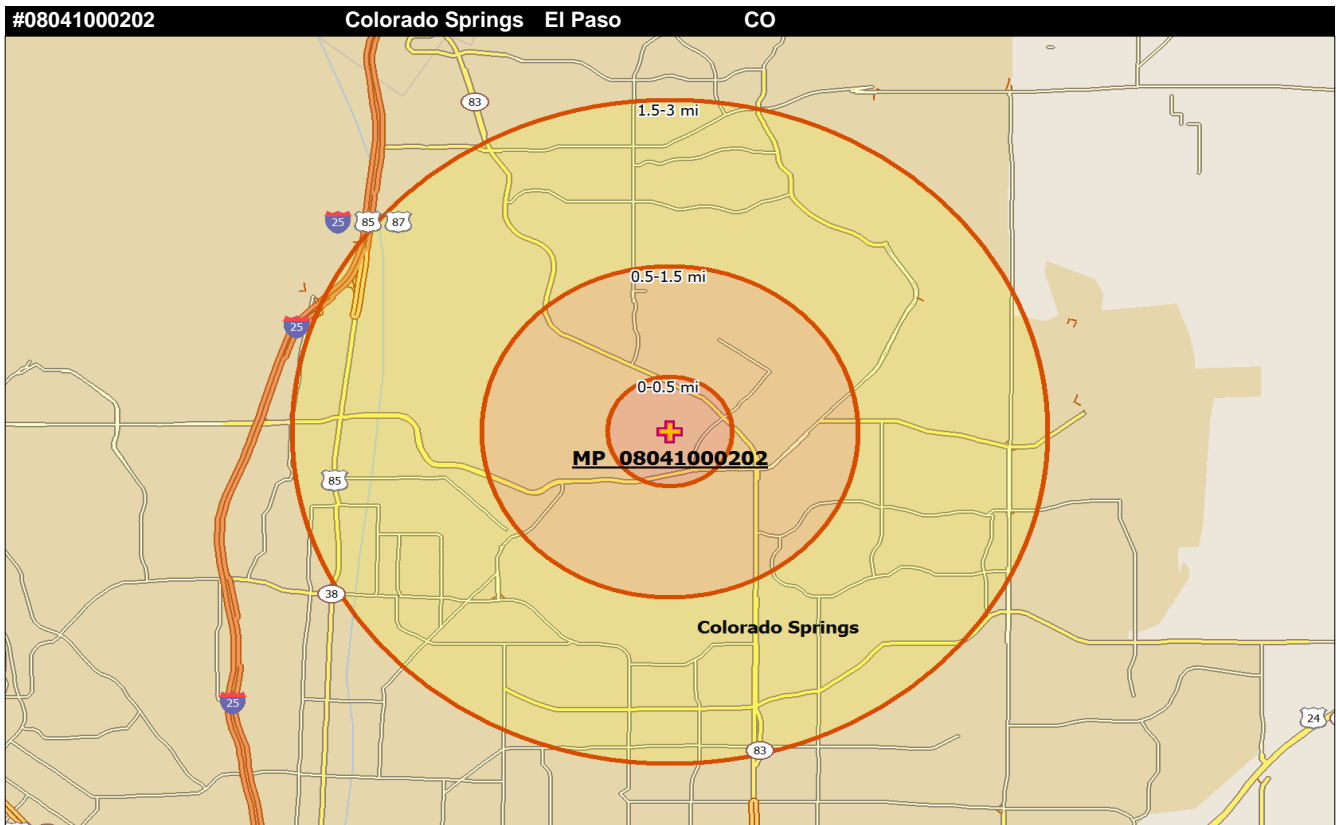 #08041000202 Colorado Springs El Paso CO
83
1.5-3 mi
25 85 87
0.5-1.5 mi
25
0-0.5 mi
MP 08041000202
85
38
Colorado Springs
25
24
83